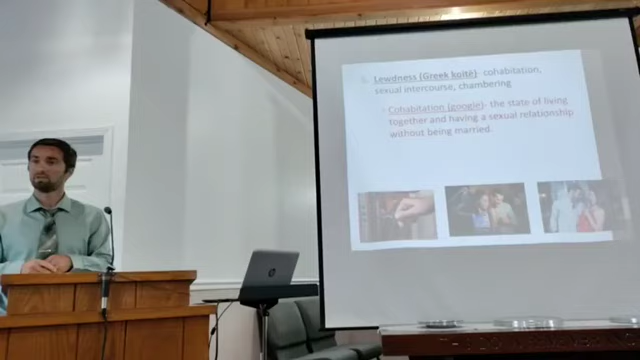 Lewdness (Greek koitē)- cohabitation,
sexual intercourse, chambering
Cohabitation (google)- the state of living
together and having a sexual relationship
without being married.
hp